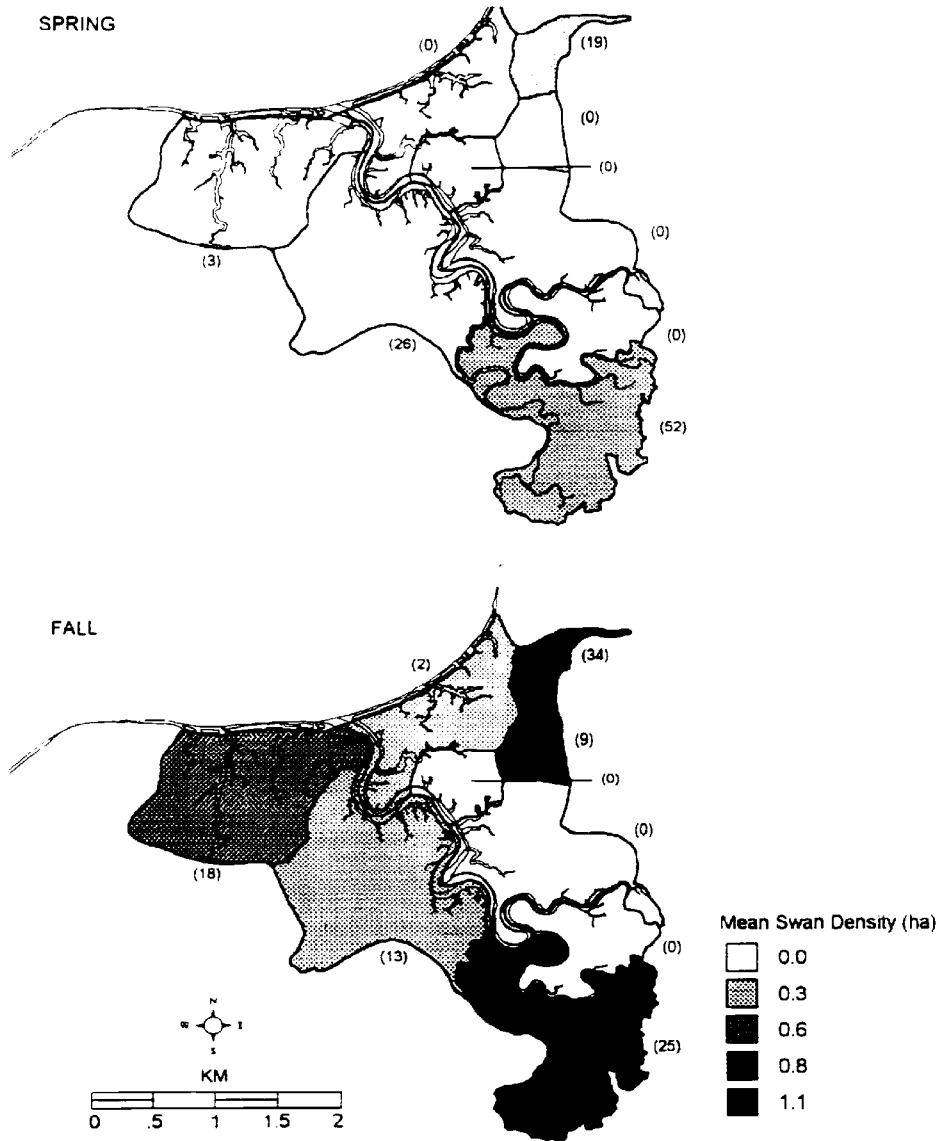 SPRING
(0)
(19)
(0)
(0)
(0)
(3)
(0)
(26)
(52)
FALL
(2)
(34)
(9)
(0)
(0)
(18)
(0)
(13)
(25)
Mean Swan Density (ha)
0.0
0.3
0.6
0.8
1.1
N
W
S
KM
0 .5 1 1.5 2